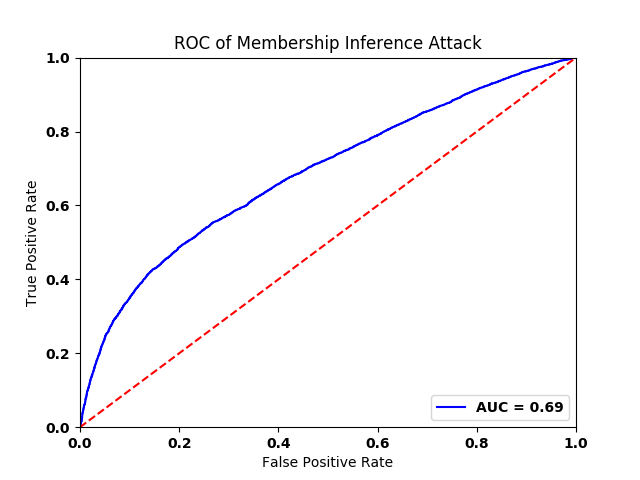 ROC of Membership Inference Attack
1.0
0.8
0.6
0.4
0.2
0.0
True Positive Rate
AUC = 0.69
0.0 0.2 0.4 0.6 0.8 1.0
False Positive Rate